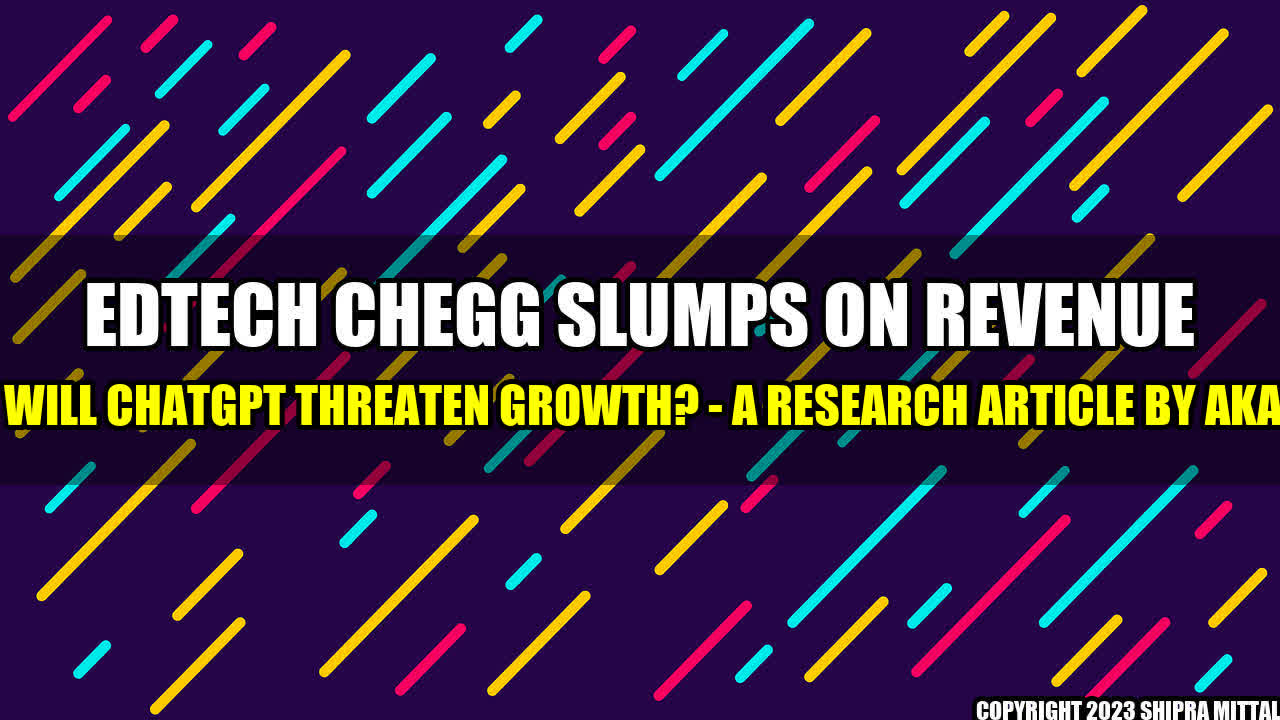 EDTECH CHEGG SLUMPS ON REVENUE
WILL CHATGPT THREATEN GROWTH? - A RESEARCH ARTICLE BY AKA
COPYRIGHT 2023 SHIPRA MITTAL